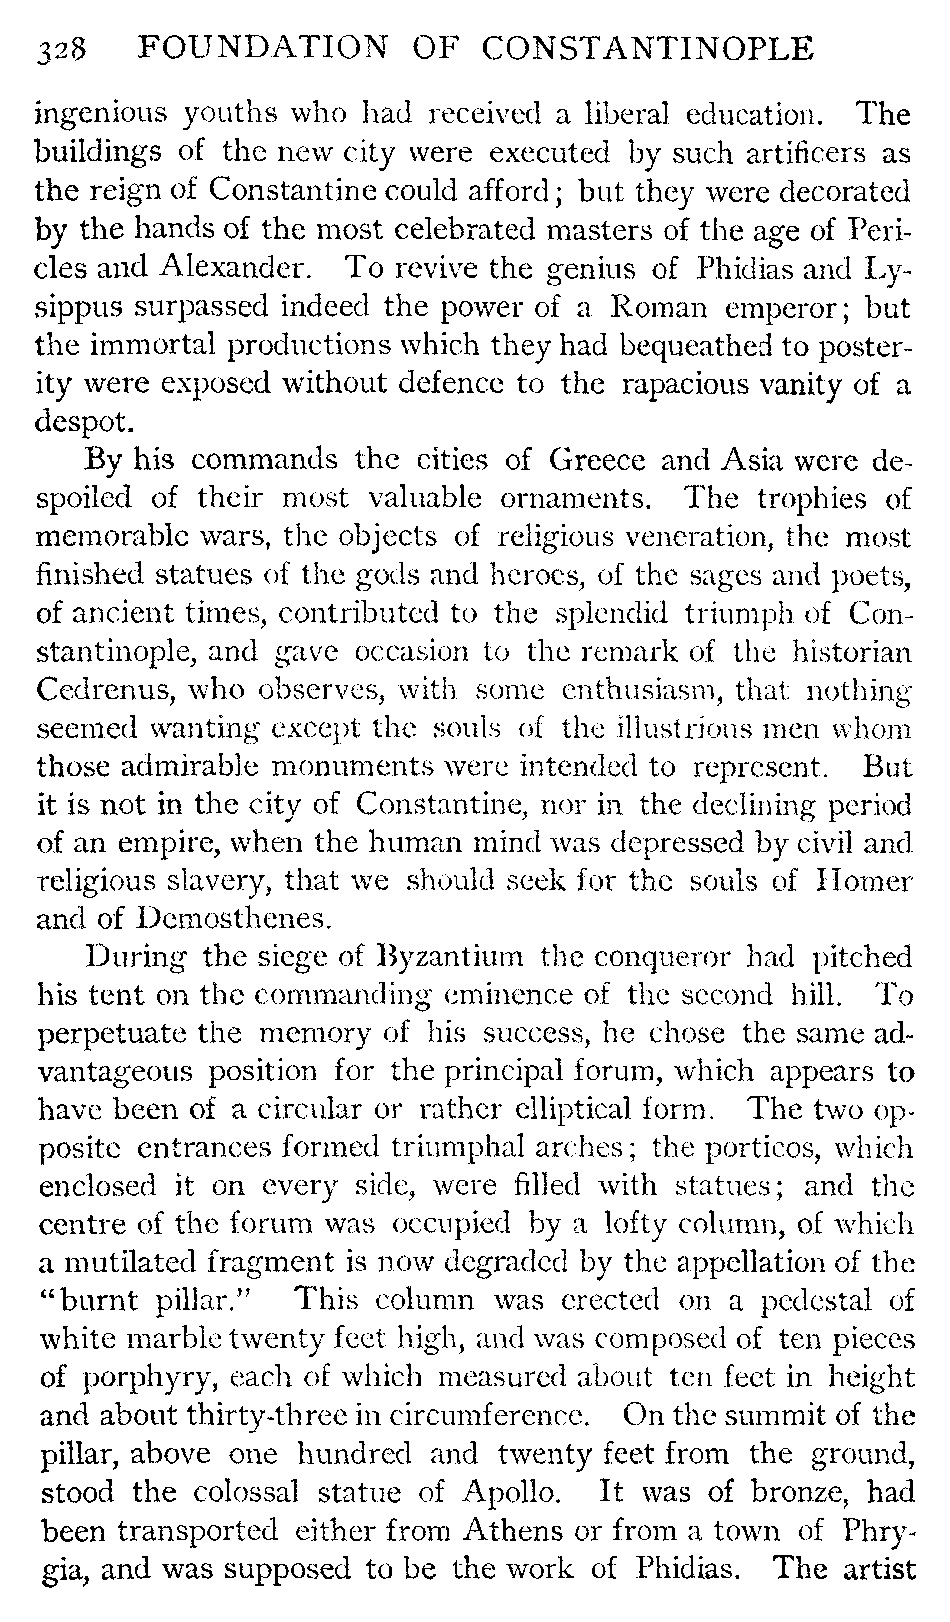 328 FOUNDATION OF CONSTANTINOPLE
ingenious youths who had received a liberal education. The
buildings of the new city were executed by such artificers as
the reign of Constantine could afford; but they were decorated
by the hands of the most celebrated masters of the age of Peri-
cles and Alexander. To revive the genius of Phidias and Ly-
sippus surpassed indeed the power of a Roman emperor; but
the immortal productions which they had bequeathed to poster-
ity were exposed without defence to the rapacious vanity of a
despot.
By his commands the cities of Greece and Asia were de-
spoiled of their most valuable ornaments. The trophies of
memorable wars, the objects of religious veneration, the most
finished statues of the gods and heroes, of the sages and poets,
of ancient times, contributed to the splendid triumph of Con-
stantinople, and gave occasion to the remark of the historian
Cedrenus, who observes, with some enthusiasm, that nothing
seemed wanting except the souls of the illustrious men whom
those admirable monuments were intended to represent. But
it is not in the city of Constantine, nor in the declining period
of an empire, when the human mind was depressed by civil and
religious slavery, that we should seek for the souls of Homer
and of Demosthenes.
During the siege of Byzantium the conqueror had pitched
his tent on the commanding eminence of the second hill. To
perpetuate the memory of his success, he chose the same ad-
vantageous position for the principal forum, which appears to
have been of a circular or rather elliptical form. The two op-
posite entrances formed triumphal arches; the porticos, which
enclosed it on every side, were filled with statues; and the
centre of the forum was occupied by a lofty column, of which
a mutilated fragment is now degraded by the appellation of the
"burnt pillar." This column was erected on a pedestal of
white marble twenty feet high, and was composed of ten pieces
of porphyry, each of which measured about ten feet in height
and about thirty-three in circumference. On the summit of the
pillar, above one hundred and twenty feet from the ground,
stood the colossal statue of Apollo. It was of bronze, had
been transported either from Athens or from a town of Phry-
gia, and was supposed to be the work of Phidias. The artist